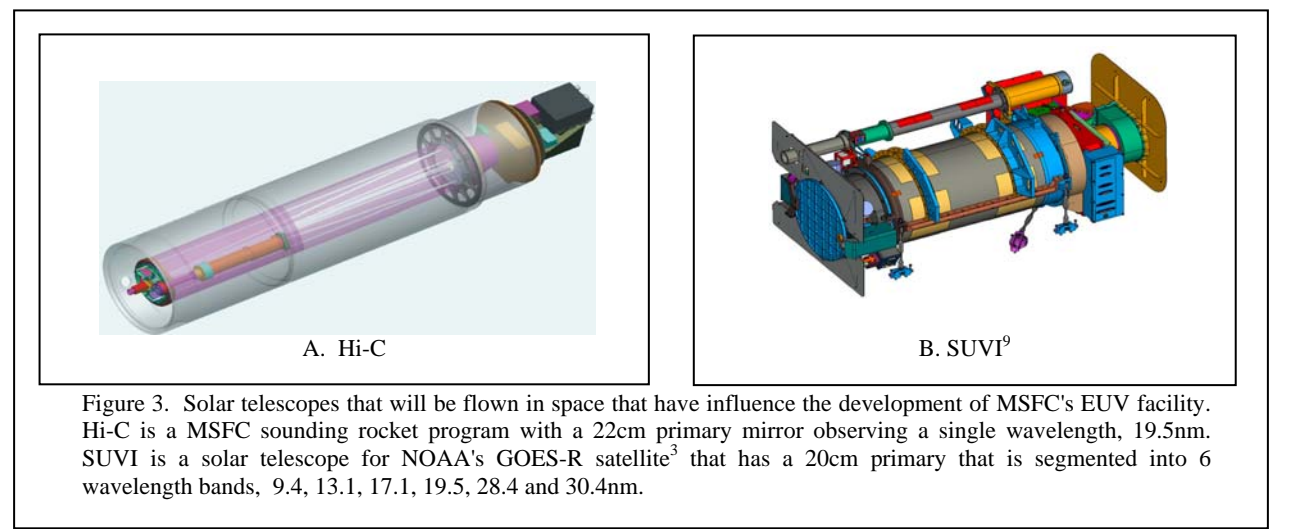 A. Hi-C
B. SUVI9
Figure 3. Solar telescopes that will be flown in space that have influence the development of MSFC's EUV facility.
Hi-C is a MSFC sounding rocket program with a 22cm primary mirror observing a single wavelength, 19.5nm.
SUVI is a solar telescope for NOAA's GOES-R satellite3 that has a 20cm primary that is segmented into 6
wavelength bands, 9.4, 13.1, 17.1, 19.5, 28.4 and 30.4nm.